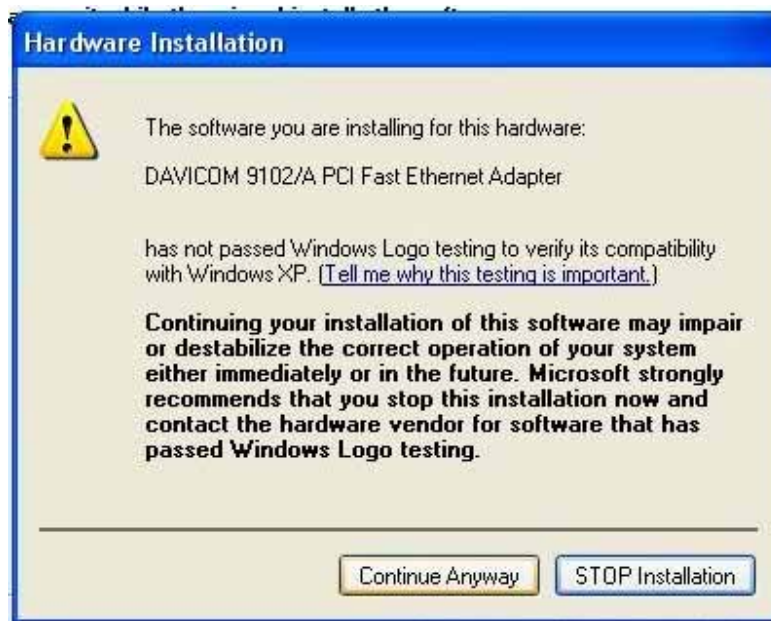 Hardware Installation
The software you are installing for this hardware:
DAVICOM 9102/A PCI Fast Ethernet Adapter
has not passed Windows Logo testing to verify its compatibility
with Windows XP. (Tell me why this testing is important.)
Continuing your installation of this software may impair
or destabilize the correct operation of your system
either immediately or in the future. Microsoft strongly
recommends that you stop this installation now and
contact the hardware vendor for software that has
passed Windows Logo testing.
Continue Anyway
STOP Installation